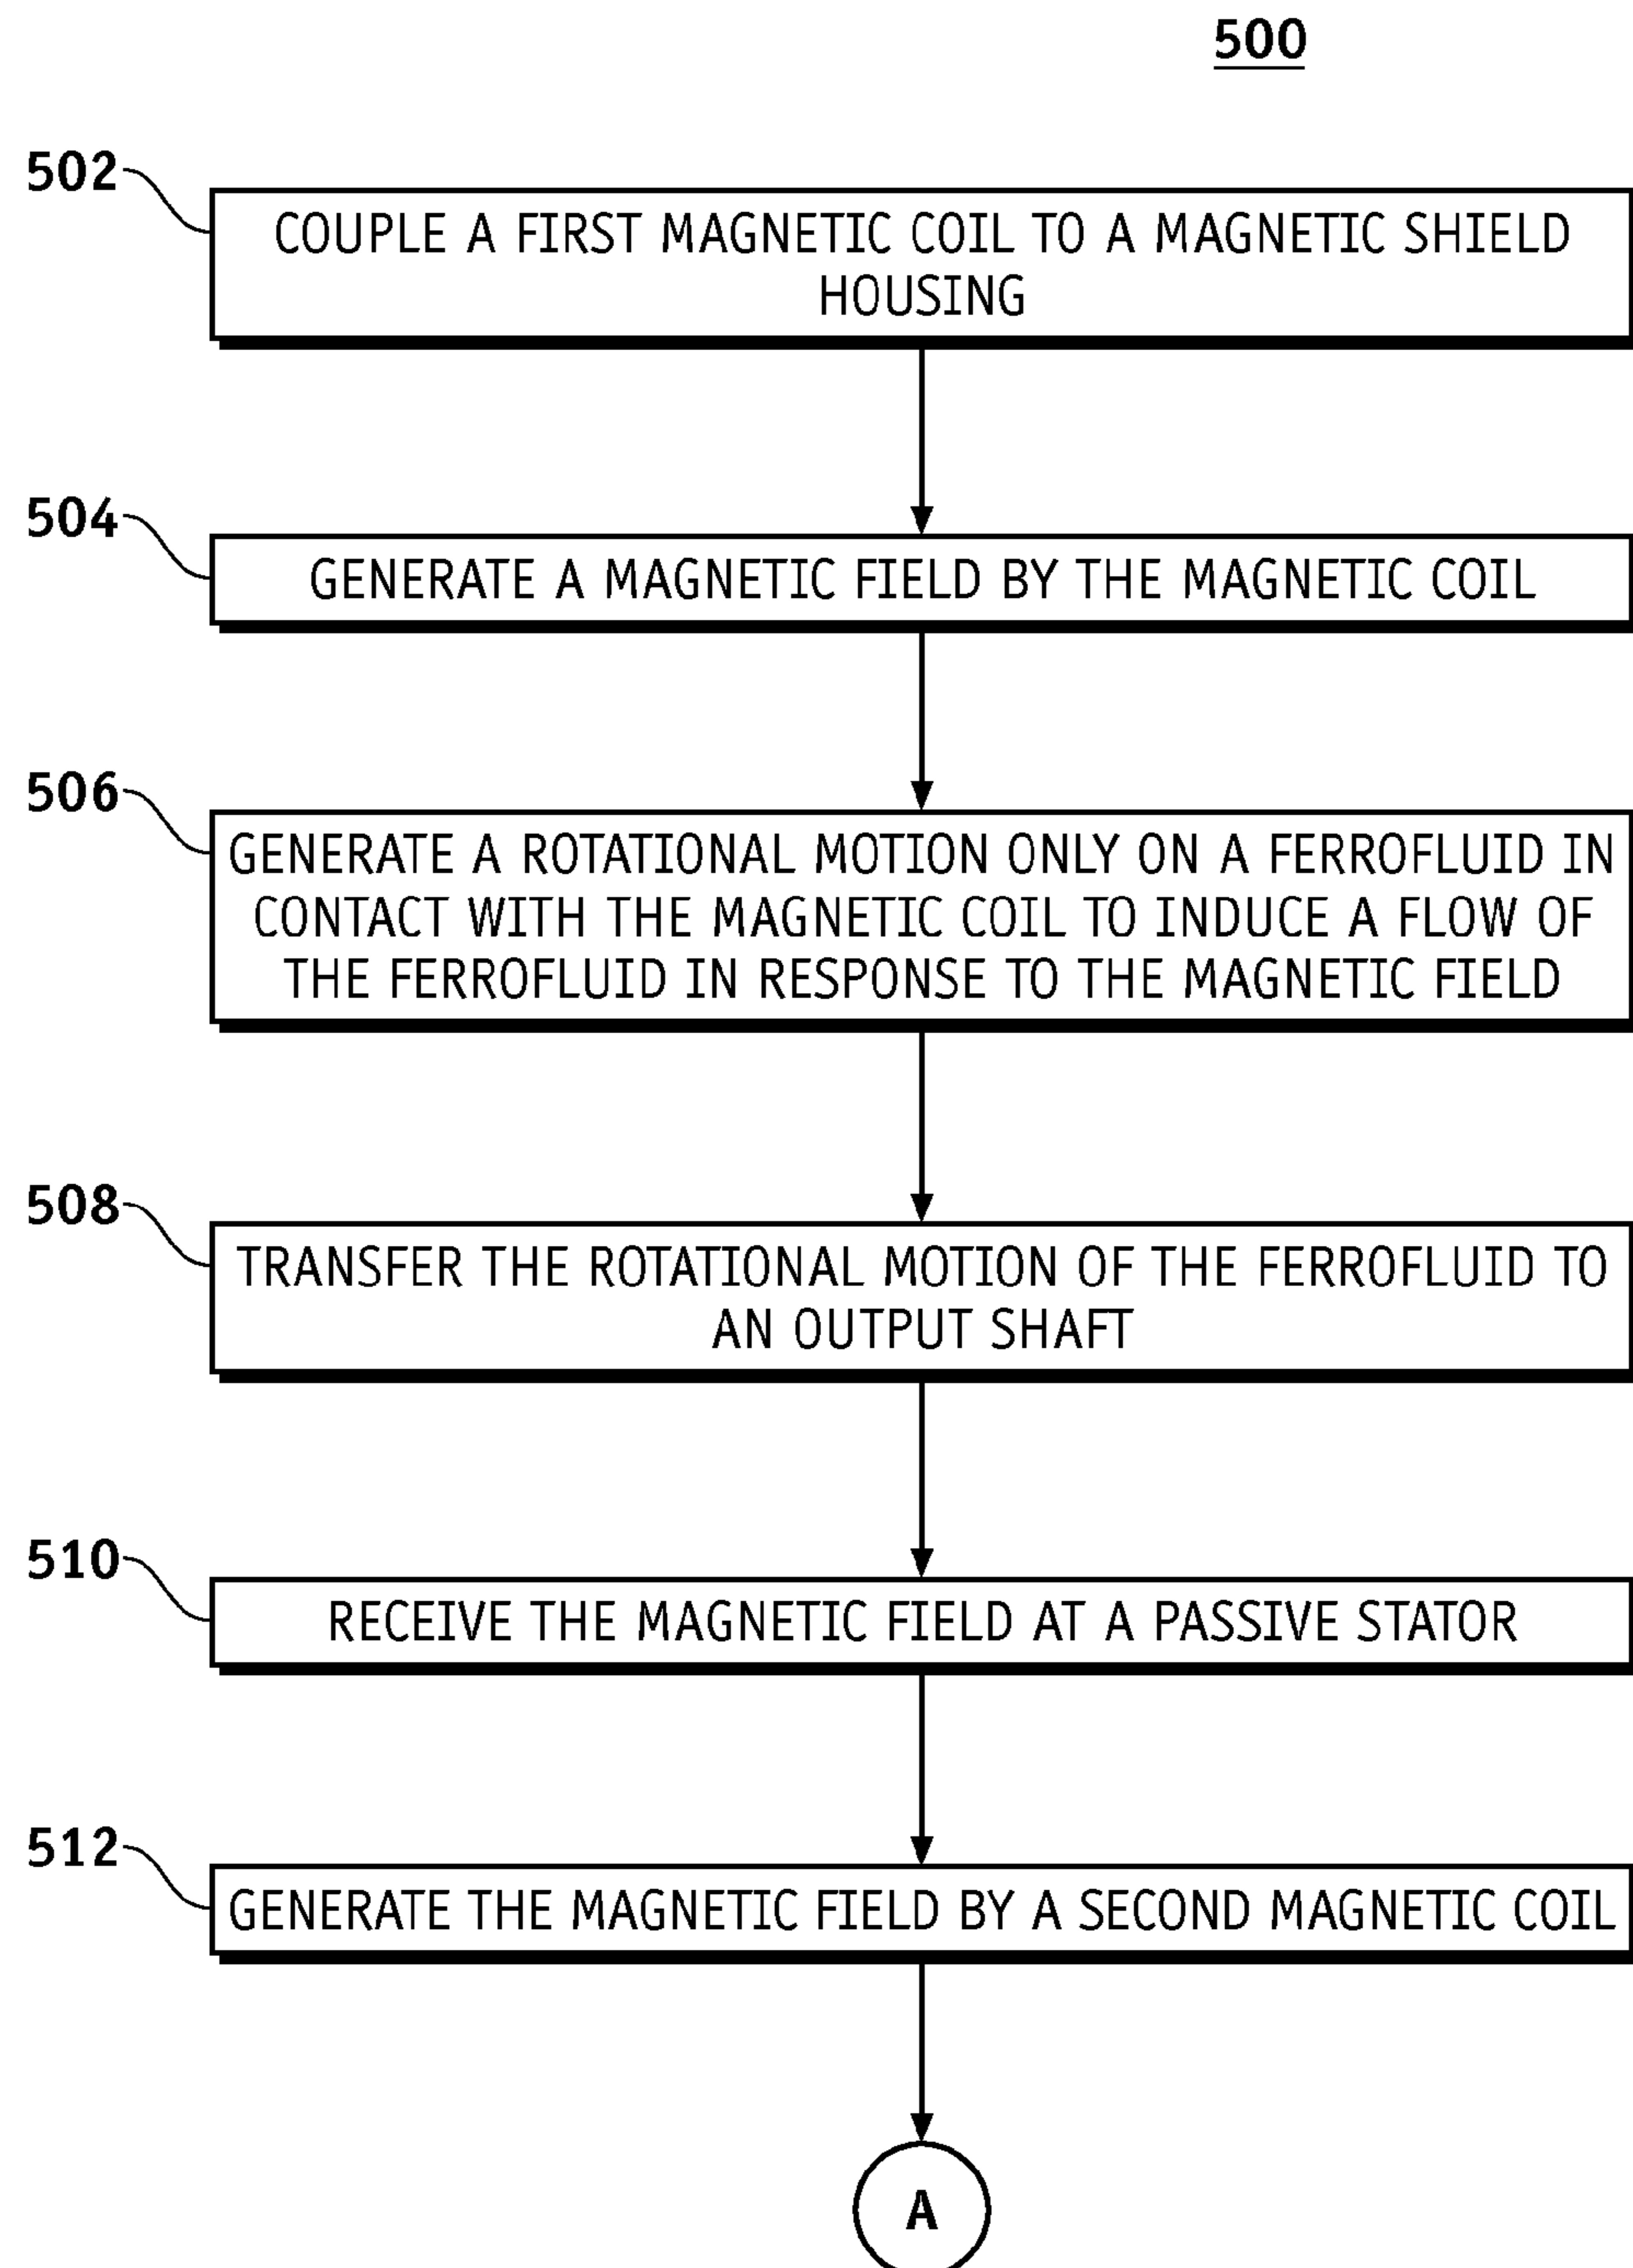 500
502
COUPLE A FIRST MAGNETIC COIL TO A MAGNETIC SHIELD
HOUSING
504
GENERATE A MAGNETIC FIELD BY THE MAGNETIC COIL
506
GENERATE A ROTATIONAL MOTION ONLY ON A FERROFLUID IN
CONTACT WITH THE MAGNETIC COIL TO INDUCE A FLOW OF
THE FERROFLUID IN RESPONSE TO THE MAGNETIC FIELD
508
TRANSFER THE ROTATIONAL MOTION OF THE FERROFLUID TO
AN OUTPUT SHAFT
510
RECEIVE THE MAGNETIC FIELD AT A PASSIVE STATOR
512
GENERATE THE MAGNETIC FIELD BY A SECOND MAGNETIC COIL
A